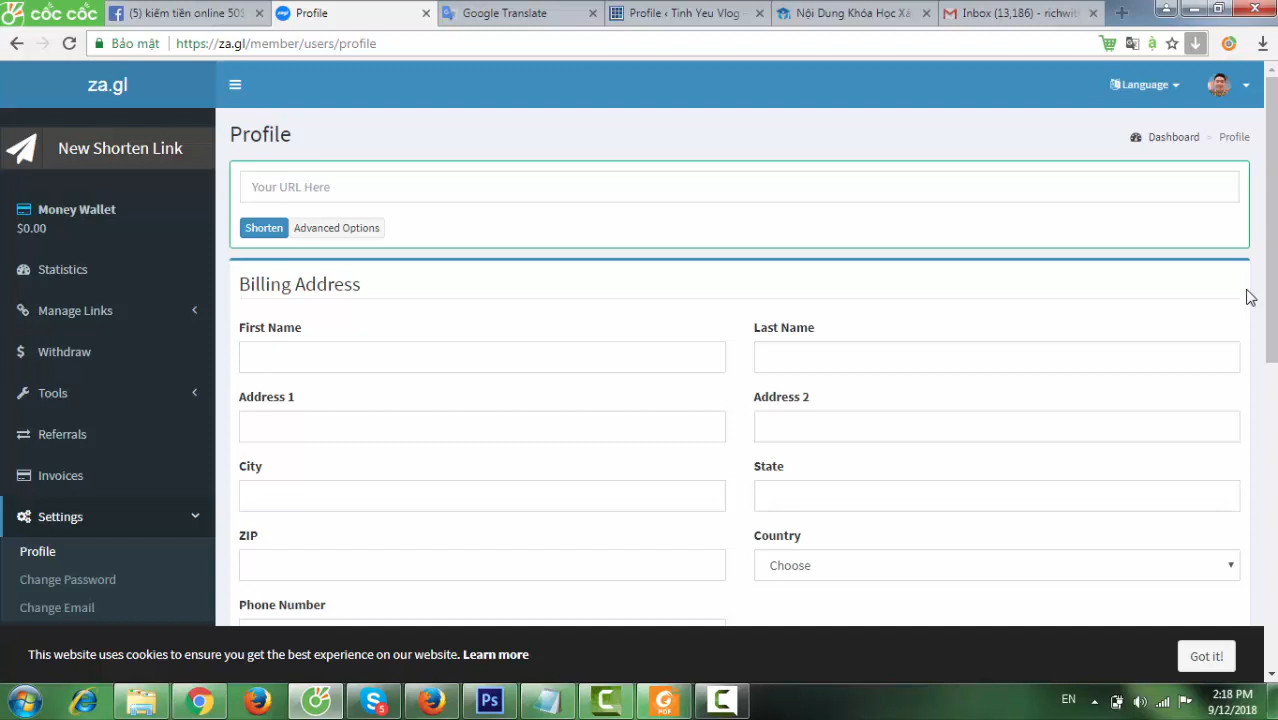 cốc cốc
(5) kiếm tiền online 50$
Profile
Google Translate
Profile ‹ Tinh Yeu Vlog
Nội Dung Khóa Học Xâ
Inbox (13,186) - richwit
Bảo mật
https://za.gl/member/users/profile
za.gl
Language
Profile
Dashboard
Profile
New Shorten Link
Your URL Here
Shorten
Advanced Options
Money Wallet
$0.00
Statistics
Manage Links
Withdraw
Tools
Referrals
Invoices
Settings
Profile
Change Password
Change Email
Billing Address
First Name
Last Name
Address 1
Address 2
City
State
ZIP
Country
Choose
Phone Number
This website uses cookies to ensure you get the best experience on our website. Learn more
Got it!
EN
2:18 PM
9/12/2018